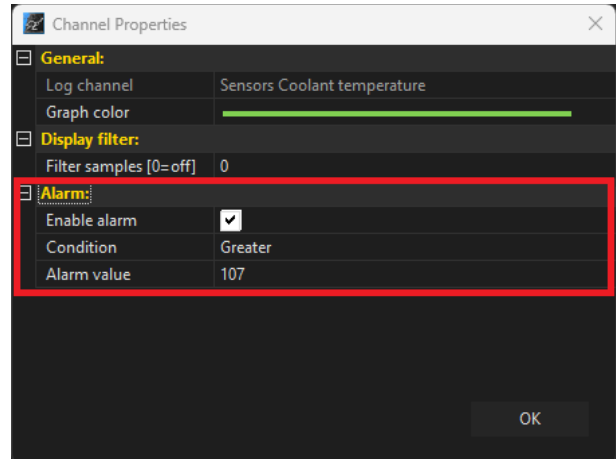 Channel Properties
General:
Log channel Sensors Coolant temperature
Graph color
Display filter:
Filter samples [0=off] 0
Alarm:
Enable alarm
Condition Greater
Alarm value 107
OK